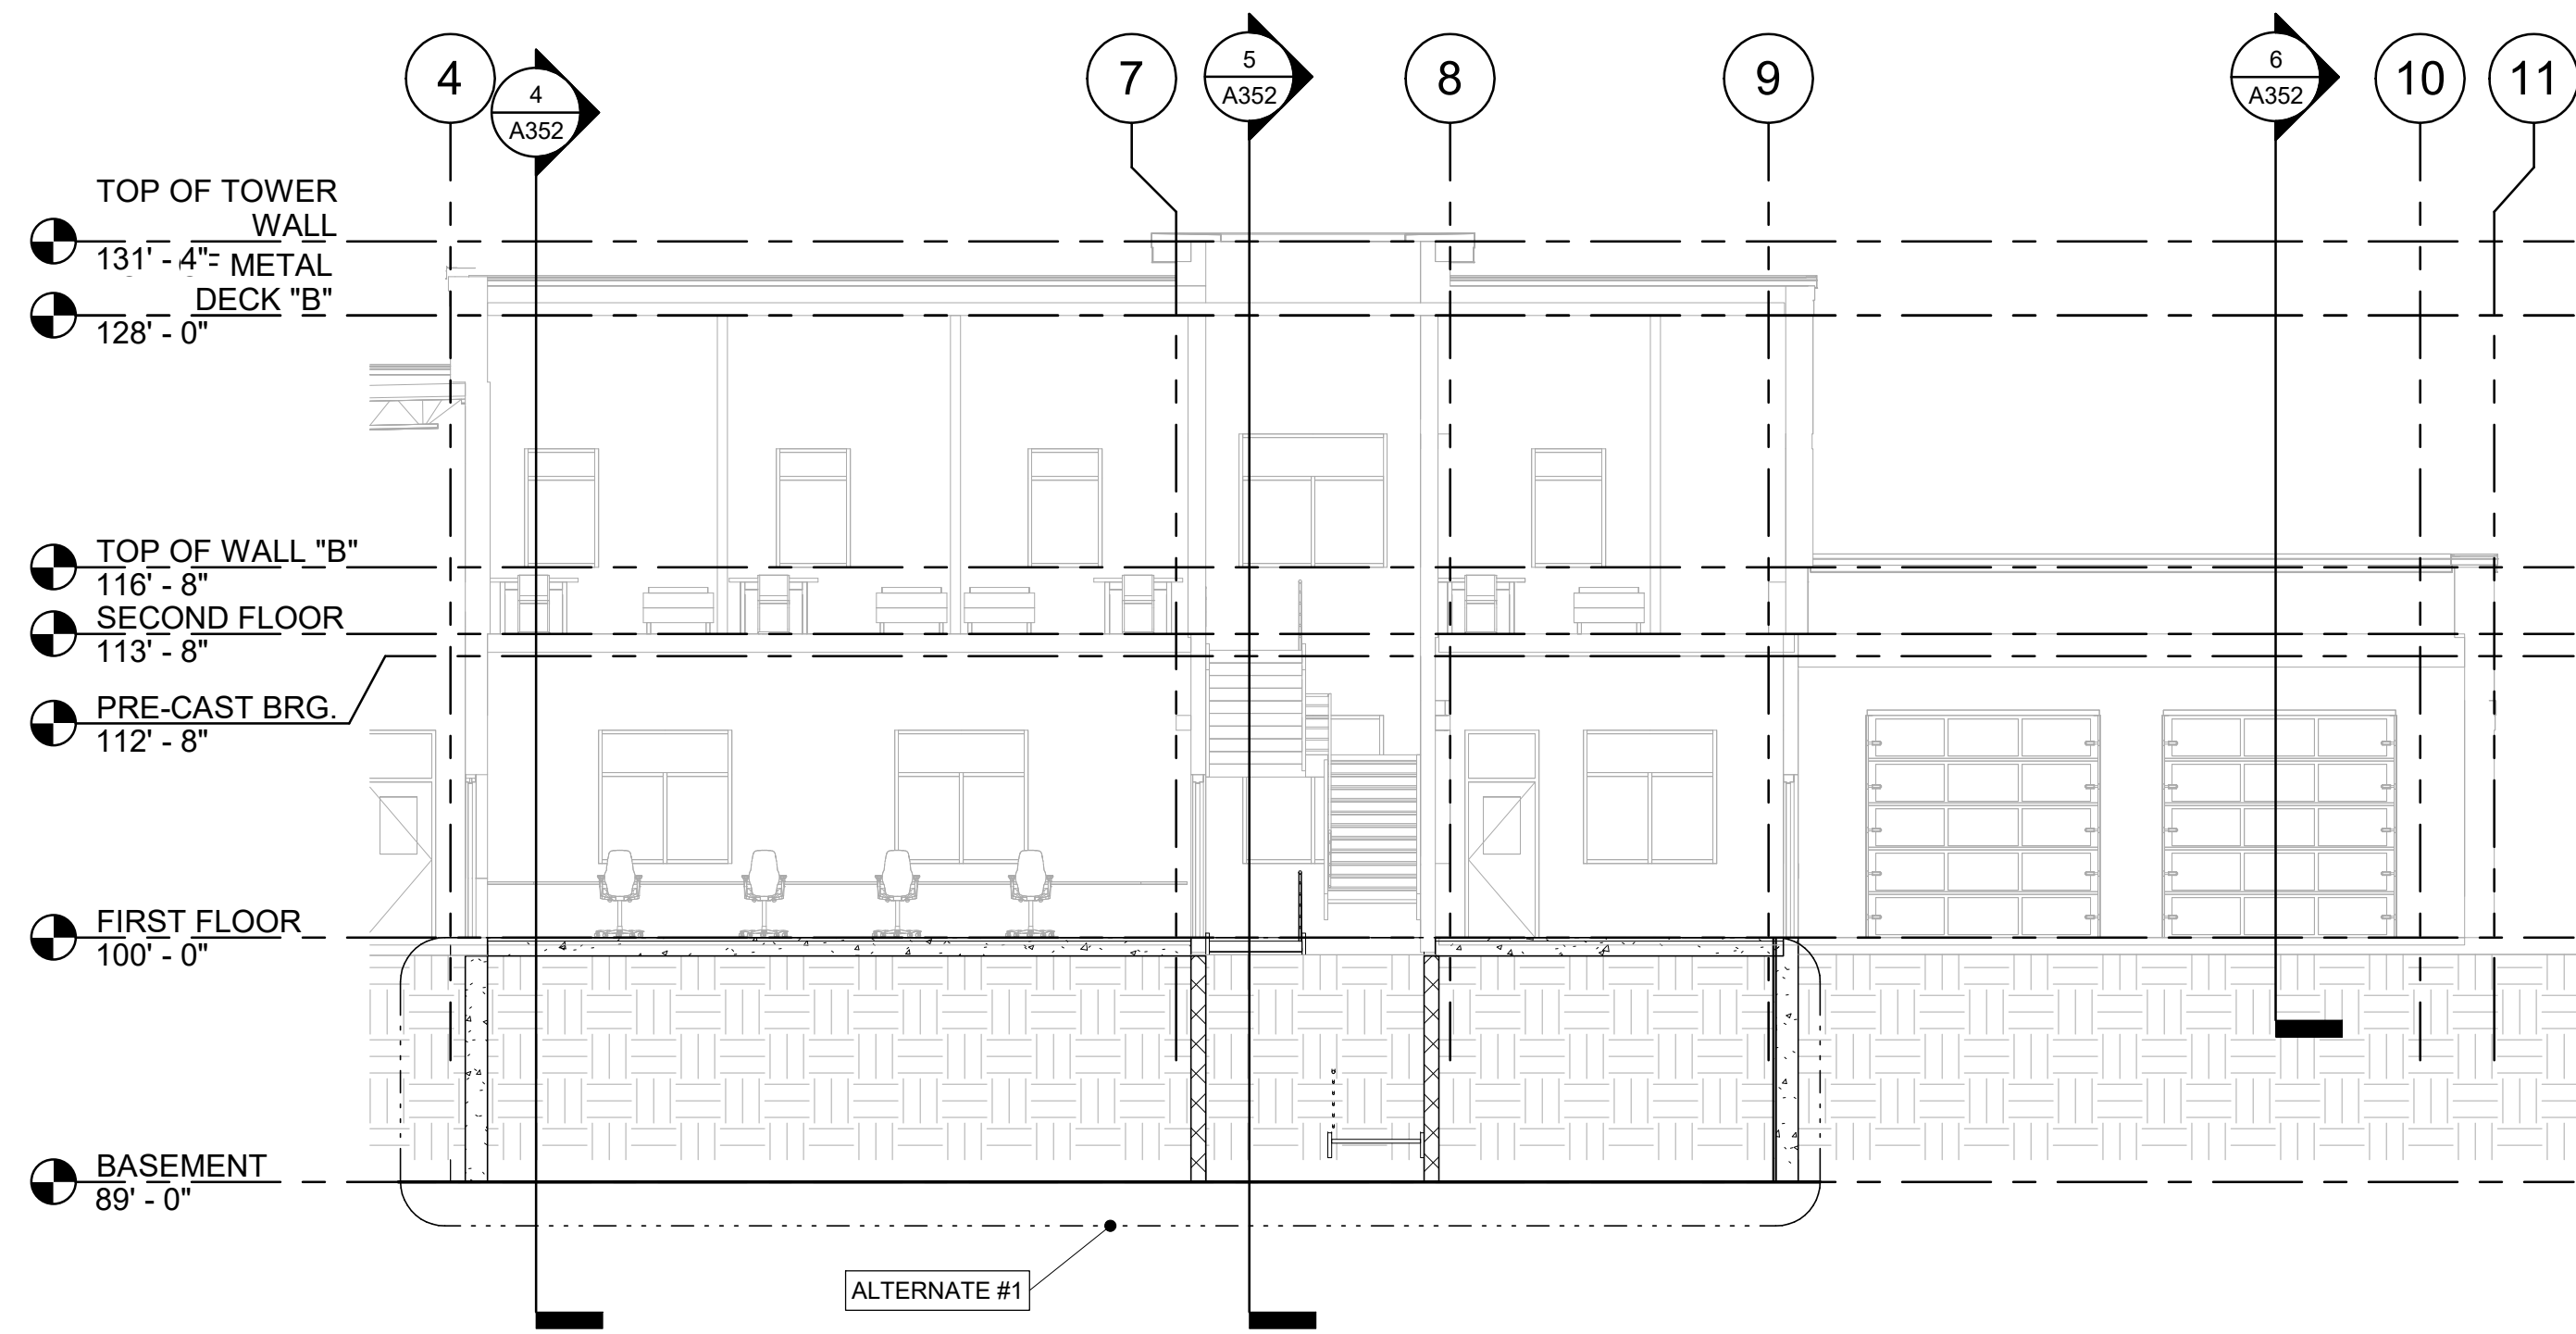 4
4
A352
7
5
A352
8
9
6
A352
10
11
TOP OF TOWER
WALL
131' - 4"
METAL
DECK "B"
128' - 0"
TOP OF WALL "B"
116' - 8"
SECOND FLOOR
113' - 8"
PRE-CAST BRG.
112' - 8"
FIRST FLOOR
100' - 0"
BASEMENT
89' - 0"
ALTERNATE #1